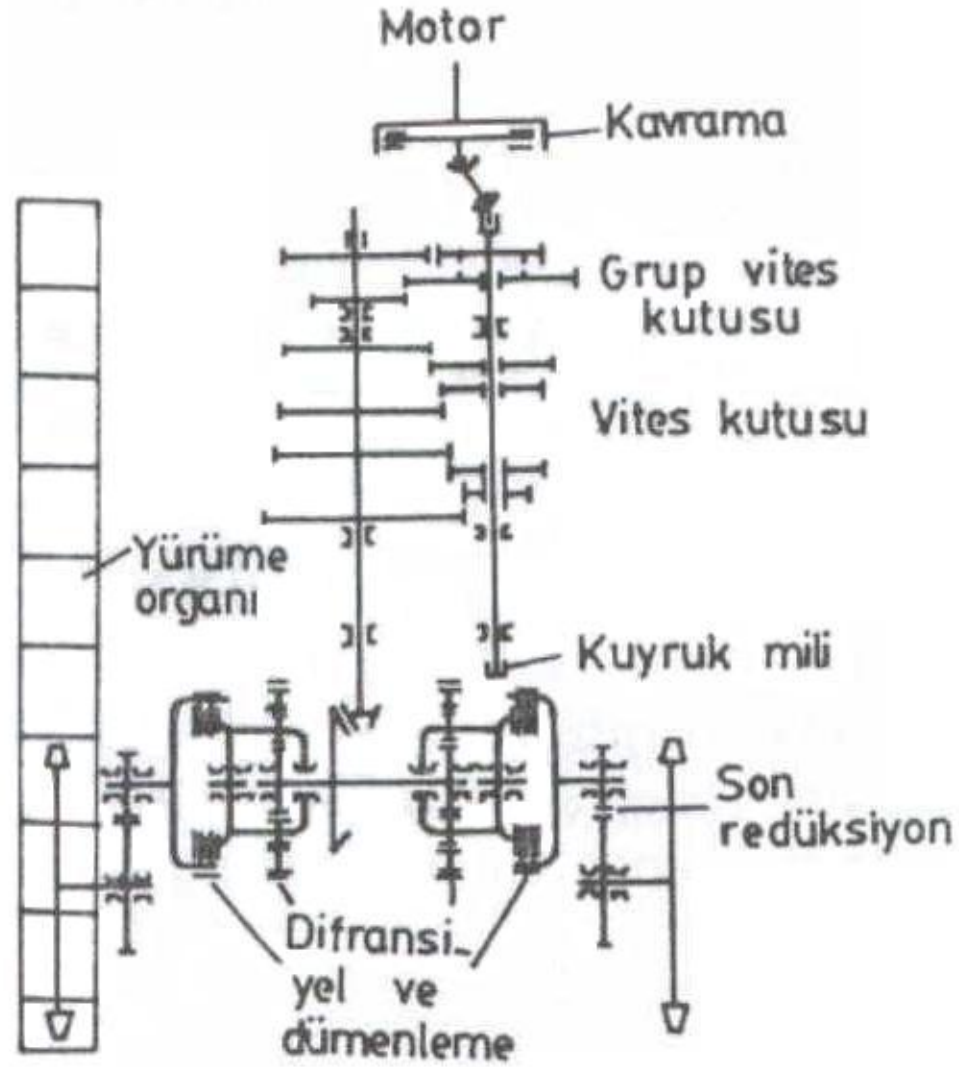 Motor
Kavrama
Grup vites
kutusu
Vites kutusu
Yürüme
organı
Kuyruk mili
Son
redüksiyon
Difransi-
yel ve
dümenleme